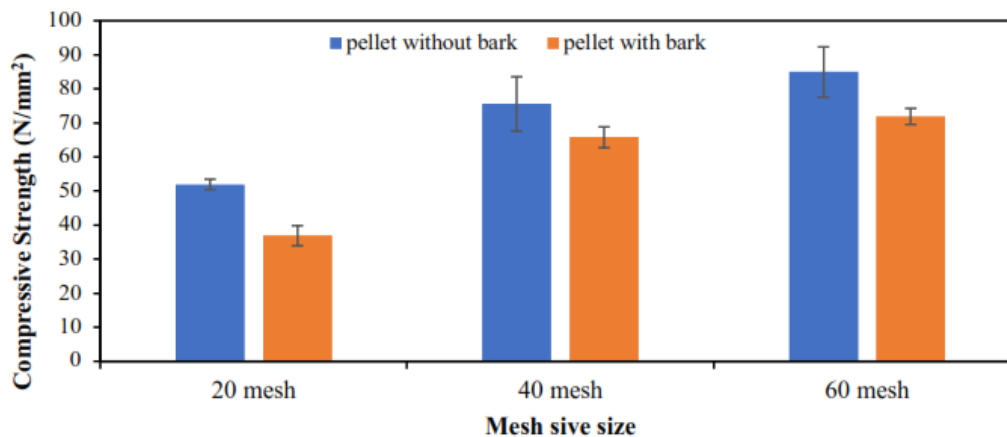 Compressive Strength (N/mm²)
100
90
80
70
60
50
40
30
20
10
0
pellet without bark
pellet with bark
20 mesh
40 mesh
60 mesh
Mesh sive size